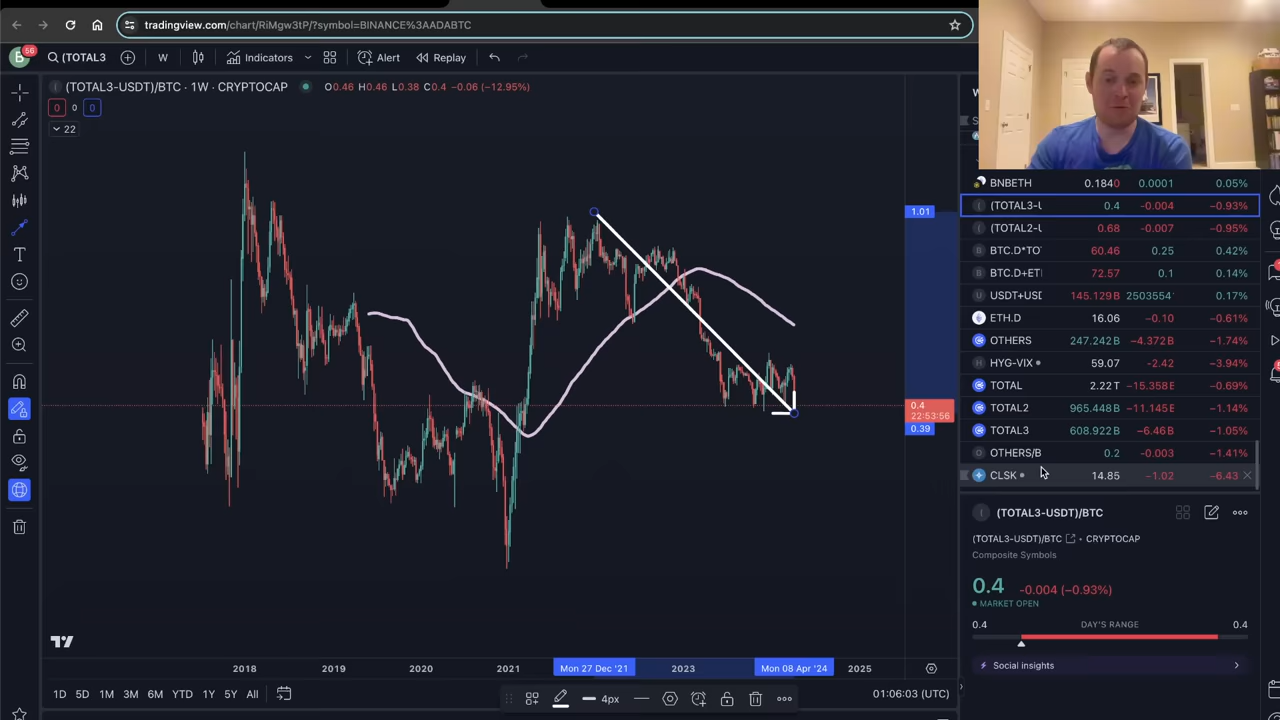 tradingview.com/chart/RiMgw3tP/?symbol=BINANCE%3AADABTC
B 56 (TOTAL3 W Indicators Alert Replay
(TOTAL3-USDT)/BTC · 1W · CRYPTOCAP O0.46 H0.46 L0.38 C0.4 −0.06 (−12.95%)
0 0 0
22
BNBETH 0.1840 0.0001 0.05%
(TOTAL3-U 0.4 −0.004 −0.93%
(TOTAL2-U 0.68 −0.007 −0.95%
BTC.D*TO 60.46 0.25 0.42%
BTC.D+ET 72.57 0.1 0.14%
USDT+USD 145.129B 2503554 0.17%
ETH.D 16.06 −0.10 −0.61%
OTHERS 247.242B −4.372B −1.74%
HYG-VIX 59.07 −2.42 −3.94%
TOTAL 2.22T −15.358E −0.69%
TOTAL2 965.448B −11.145E −1.14%
TOTAL3 608.922B −6.46B −1.05%
OTHERS/B 0.2 −0.003 −1.41%
CLSK 14.85 −1.02 −6.43
1.01
0.4
22:53:56
0.39
(TOTAL3-USDT)/BTC
(TOTAL3-USDT)/BTC • CRYPTOCAP
Composite Symbols
0.4 −0.004 (−0.93%)
MARKET OPEN
0.4 DAY'S RANGE 0.4
Social insights
2018 2019 2020 2021 Mon 27 Dec '21 2023 Mon 08 Apr '24 2025
1D 5D 1M 3M 6M YTD 1Y 5Y All 4px 01:06:03 (UTC)